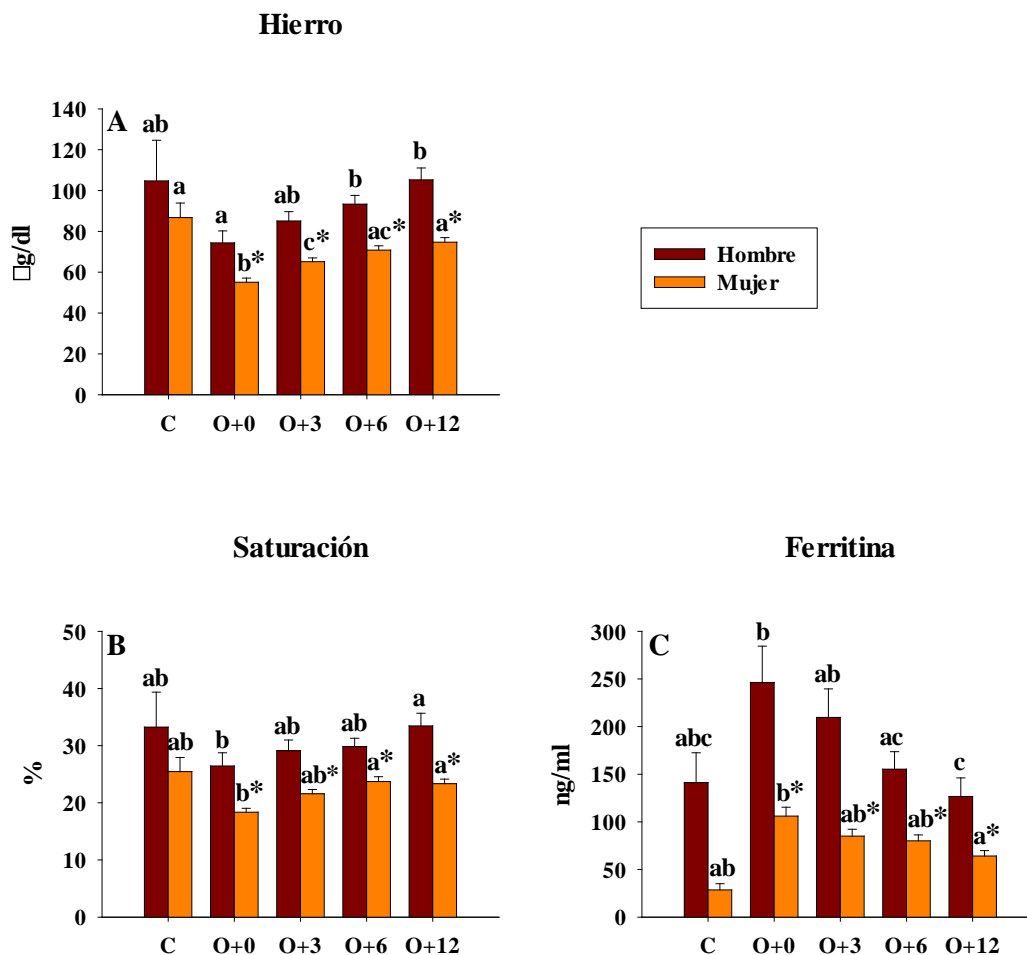 Hierro
140
120
100
80
60
40
20
0
□g/dl
A
ab
a
a
b*
ab
c*
b
ac*
b
a*
C O+0 O+3 O+6 O+12
Hombre
Mujer
Saturación
50
40
30
20
10
0
%
B
ab
ab
b
b*
ab
ab*
ab
a*
a
a*
C O+0 O+3 O+6 O+12
Ferritina
300
250
200
150
100
50
0
ng/ml
C
abc
ab
b
b*
ab
ab*
ac
ab*
c
a*
C O+0 O+3 O+6 O+12